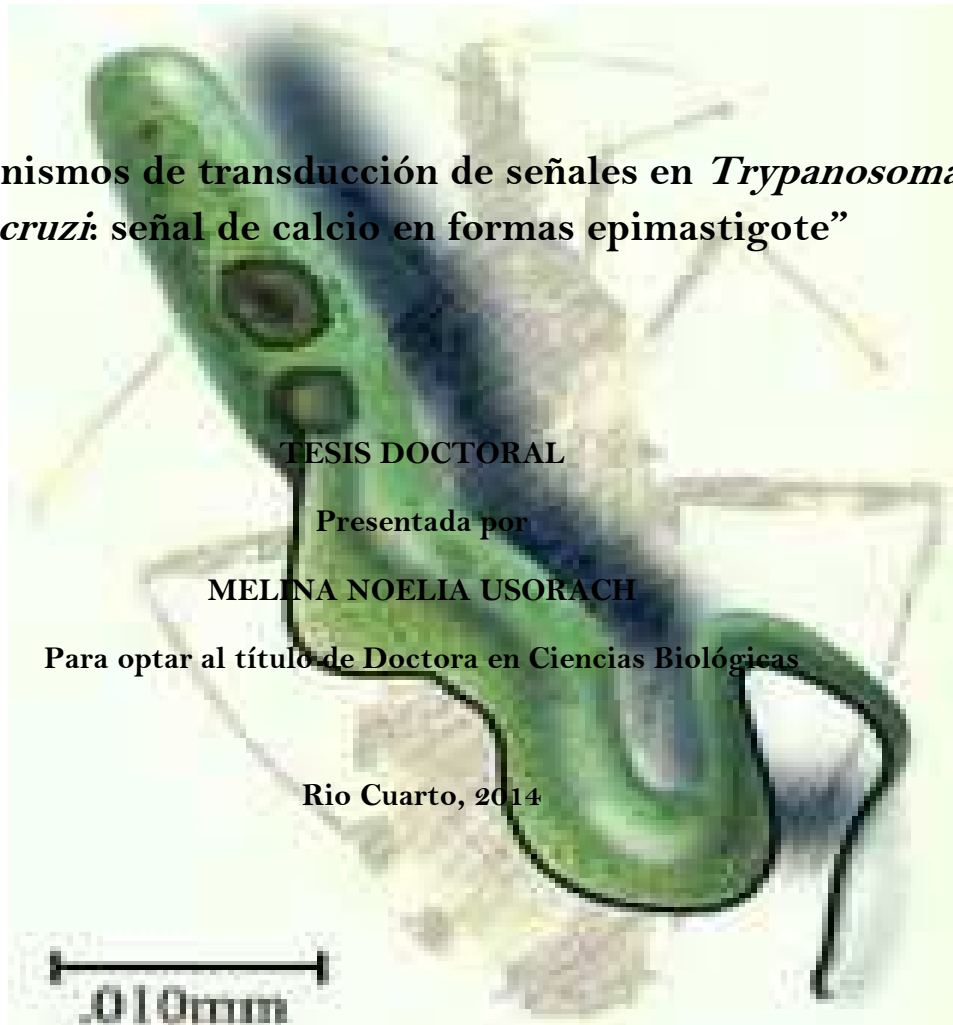 nismos de transducción de señales en Trypanosoma
cruzi: señal de calcio en formas epimastigote”
TESIS DOCTORAL
Presentada por
MELINA NOELIA USORACH
Para optar al título de Doctora en Ciencias Biológicas
Rio Cuarto, 2014
.010mm